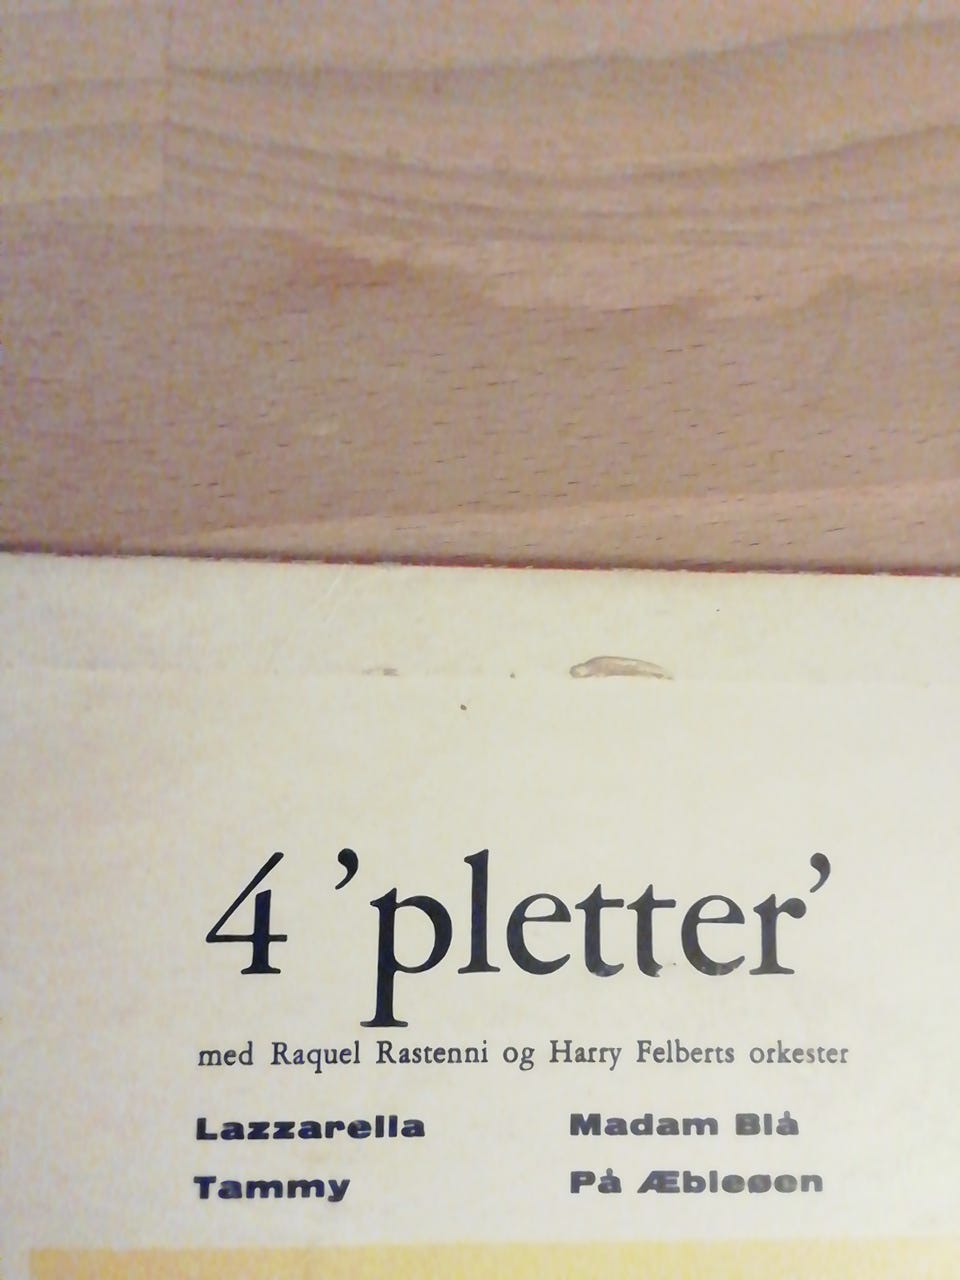 4 ’pletter’
med Raquel Rastenni og Harry Felberts orkester
Lazzarella
Madam Blå
Tammy
På Æbleøen